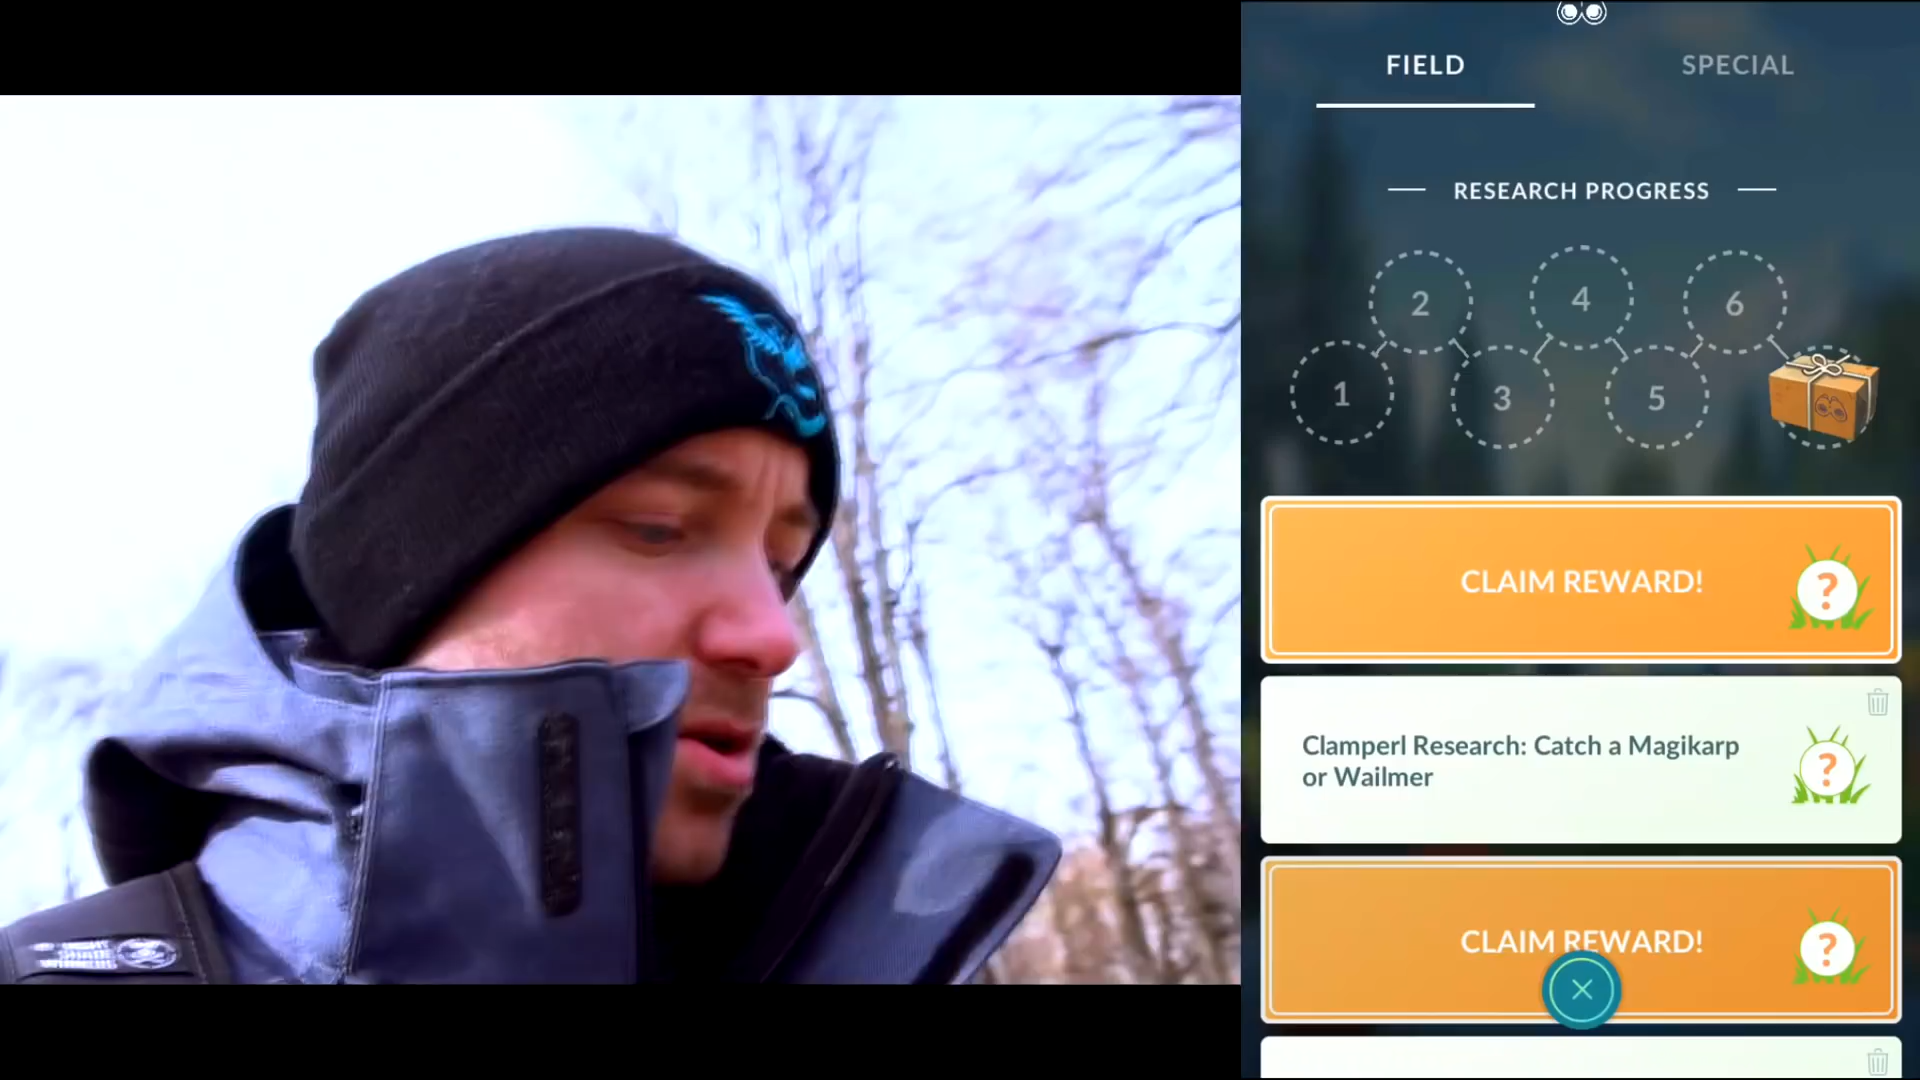 FIELD
SPECIAL
RESEARCH PROGRESS
1
2
3
4
5
6
CLAIM REWARD!
?
Clamperl Research: Catch a Magikarp
or Wailmer
?
CLAIM REWARD!
?